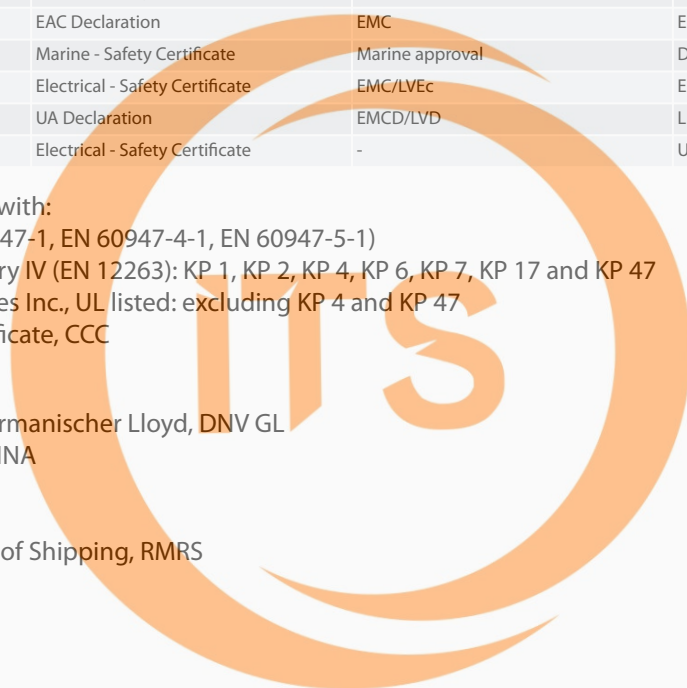 EAC Declaration EMC E
Marine - Safety Certificate Marine approval D
Electrical - Safety Certificate EMC/LVEc E
UA Declaration EMCD/LVD L
Electrical - Safety Certificate - U
with:
47-1, EN 60947-4-1, EN 60947-5-1)
ry IV (EN 12263): KP 1, KP 2, KP 4, KP 6, KP 7, KP 17 and KP 47
es Inc., UL listed: excluding KP 4 and KP 47
ficate, CCC
ITS
rmanischer Lloyd, DNV GL
INA
of Shipping, RMRS